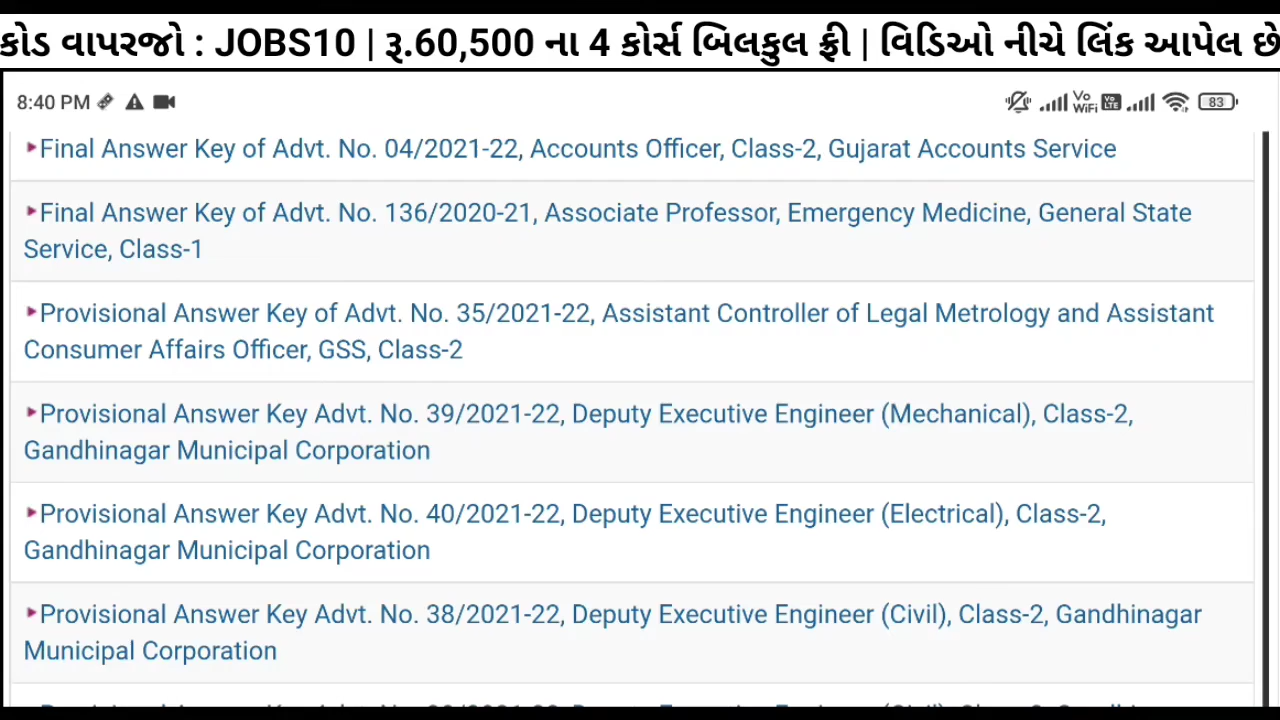 કોડ વાપરજો : JOBS10 | રૂ.60,500 ના 4 કોર્સ બિલકુલ ફ્રી | વિડિઓ નીચે લિંક આપેલ છે
8:40 PM Vo WiFi Vo LTE 83
Final Answer Key of Advt. No. 04/2021-22, Accounts Officer, Class-2, Gujarat Accounts Service
Final Answer Key of Advt. No. 136/2020-21, Associate Professor, Emergency Medicine, General State
Service, Class-1
Provisional Answer Key of Advt. No. 35/2021-22, Assistant Controller of Legal Metrology and Assistant
Consumer Affairs Officer, GSS, Class-2
Provisional Answer Key Advt. No. 39/2021-22, Deputy Executive Engineer (Mechanical), Class-2,
Gandhinagar Municipal Corporation
Provisional Answer Key Advt. No. 40/2021-22, Deputy Executive Engineer (Electrical), Class-2,
Gandhinagar Municipal Corporation
Provisional Answer Key Advt. No. 38/2021-22, Deputy Executive Engineer (Civil), Class-2, Gandhinagar
Municipal Corporation